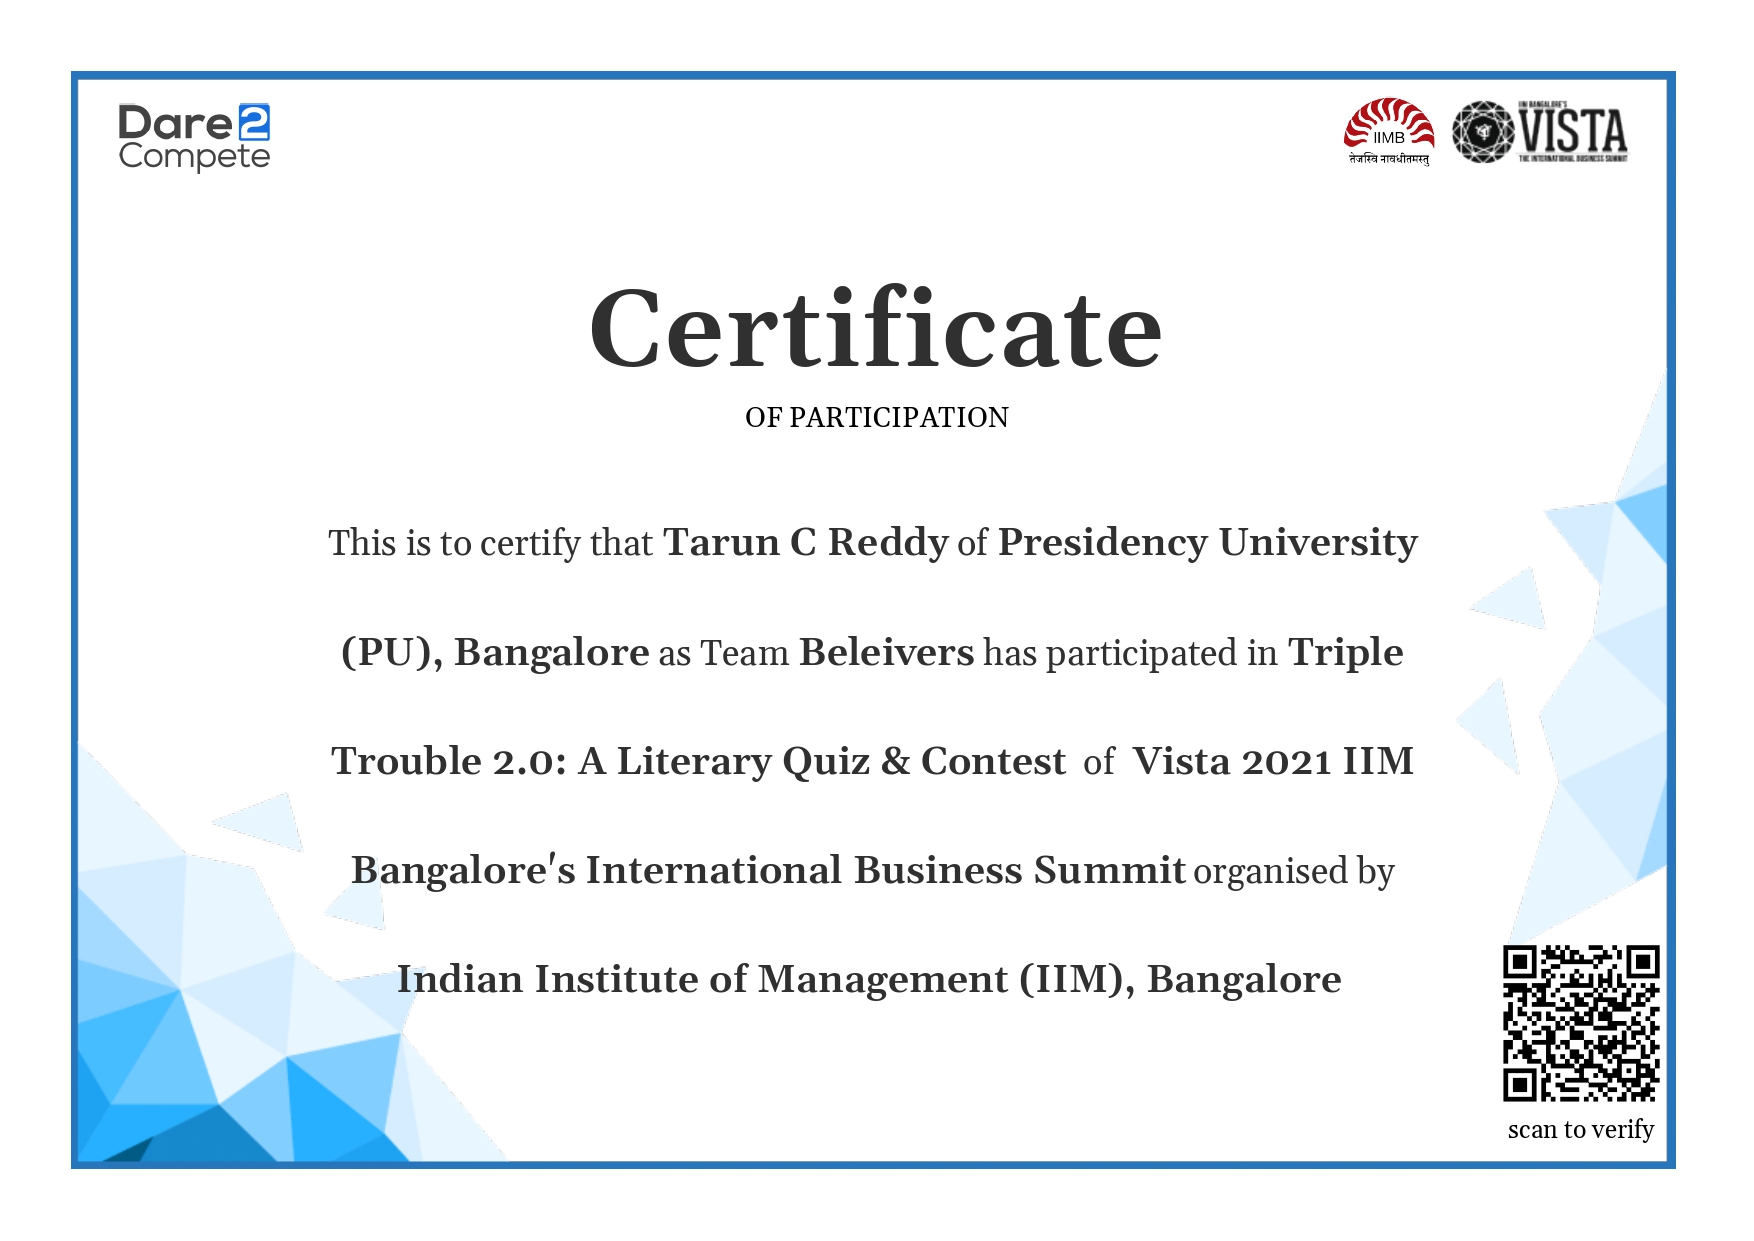 Dare2
Compete
IIMB
तेजस्वि नावधीतमस्तु
IIM BANGALORE'S
VISTA
THE INTERNATIONAL BUSINESS SUMMIT
Certificate
OF PARTICIPATION
This is to certify that Tarun C Reddy of Presidency University
(PU), Bangalore as Team Beleivers has participated in Triple
Trouble 2.0: A Literary Quiz & Contest of Vista 2021 IIM
Bangalore's International Business Summit organised by
Indian Institute of Management (IIM), Bangalore
scan to verify